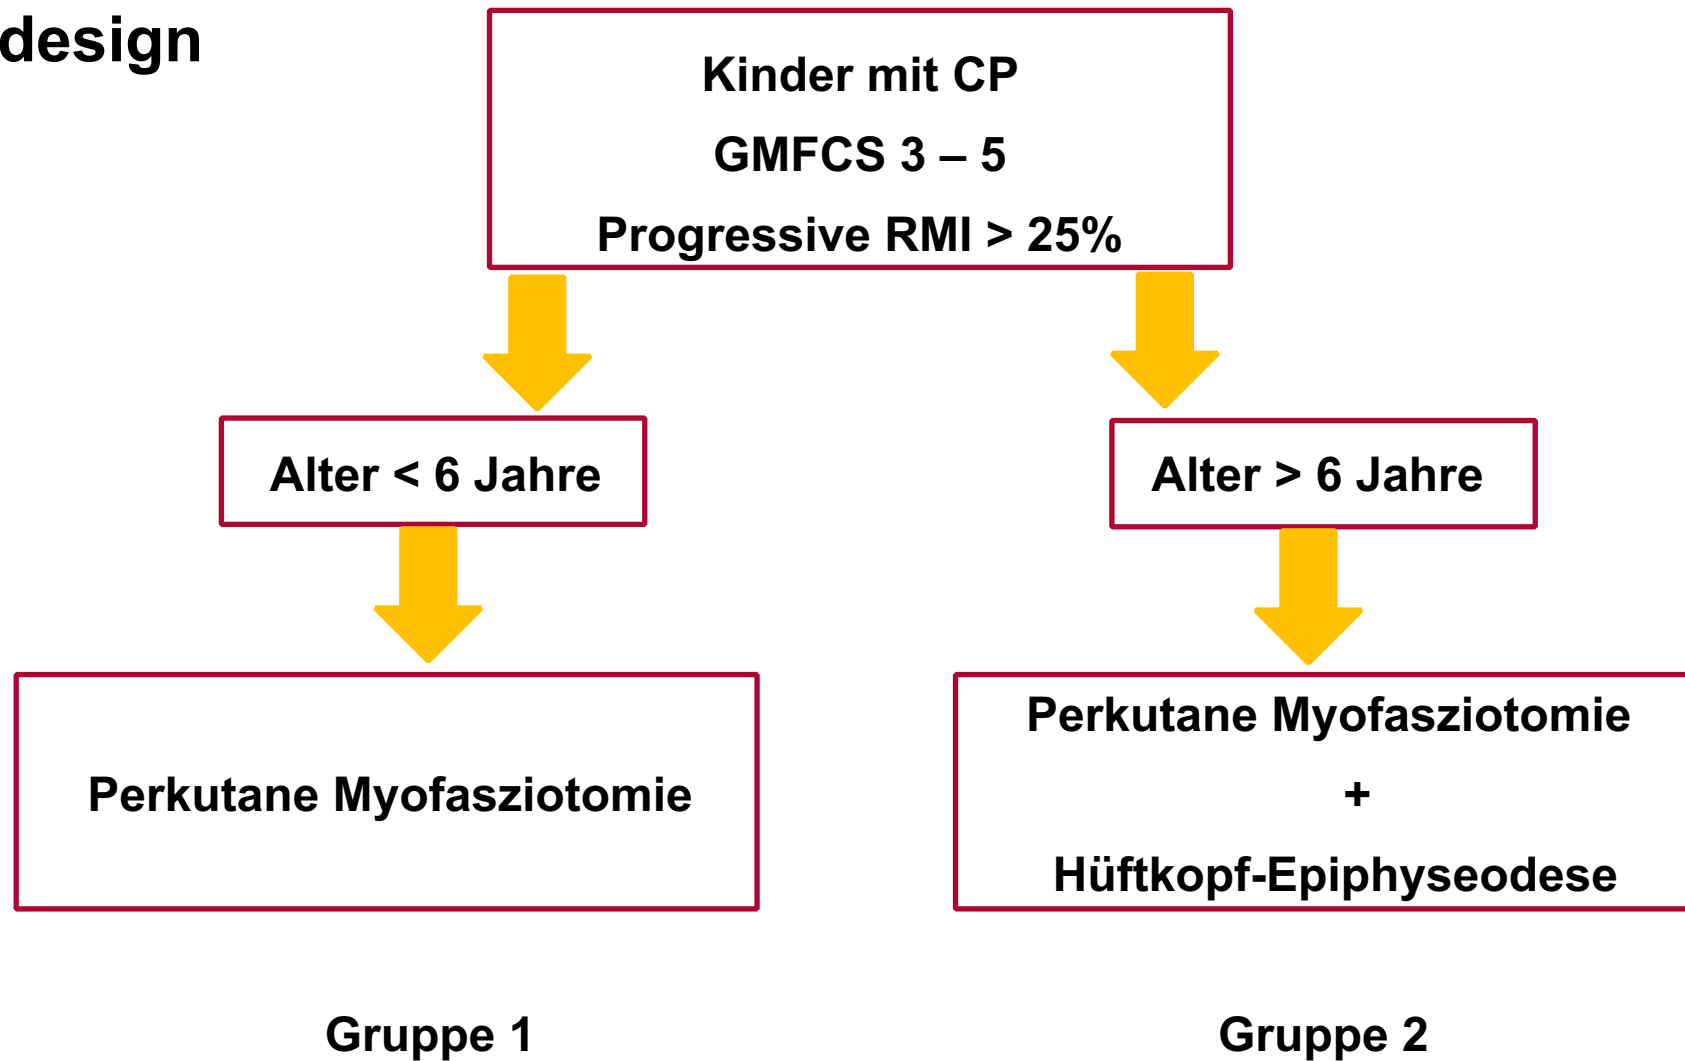 design
Kinder mit CP
GMFCS 3 – 5
Progressive RMI > 25%
Alter < 6 Jahre
Alter > 6 Jahre
Perkutane Myofasziotomie
Perkutane Myofasziotomie
+
Hüftkopf-Epiphyseodese
Gruppe 1
Gruppe 2